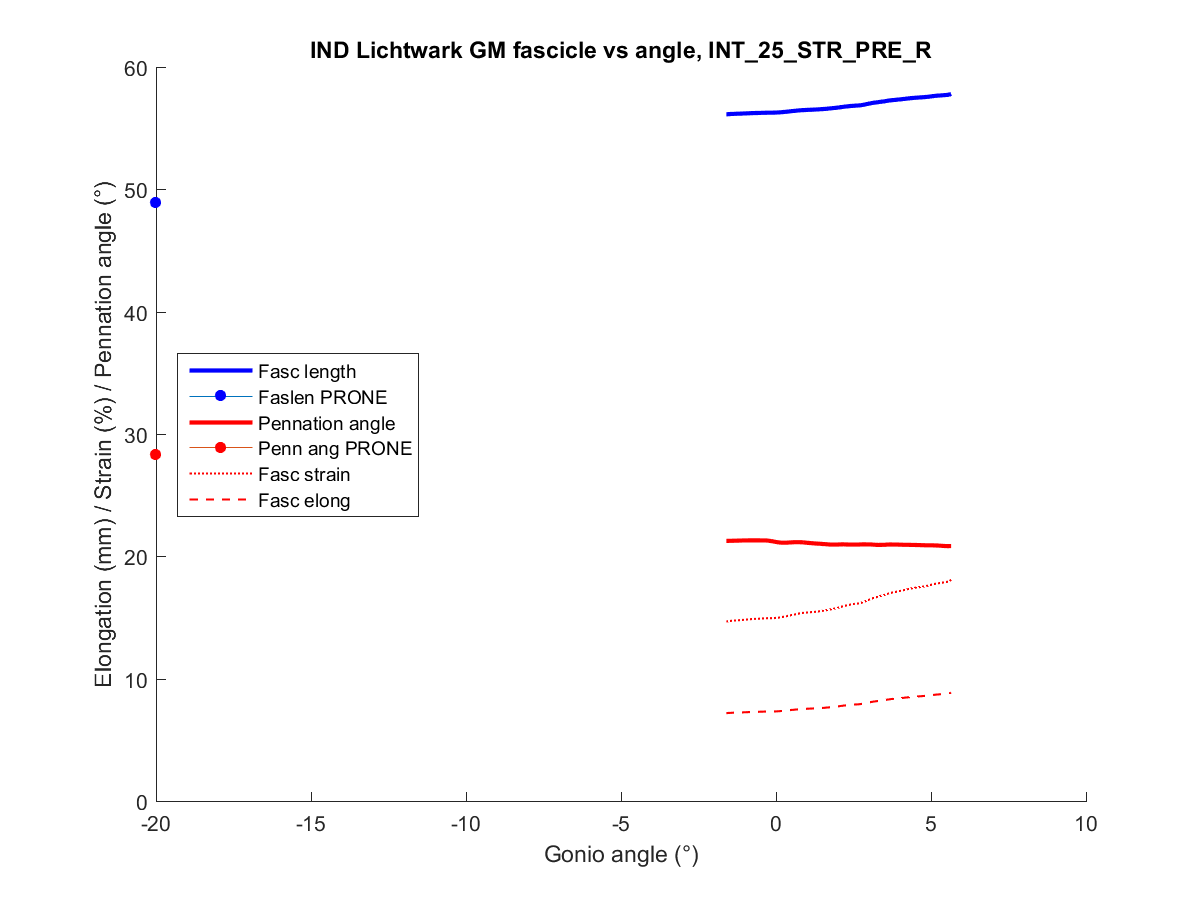 IND Lichtwark GM fascicle vs angle, INT_25_STR_PRE_R
Elongation (mm) / Strain (%) / Pennation angle (°)
60
50
40
30
20
10
0
Fasc length
Faslen PRONE
Pennation angle
Penn ang PRONE
Fasc strain
Fasc elong
-20
-15
-10
-5
0
5
10
Gonio angle (°)